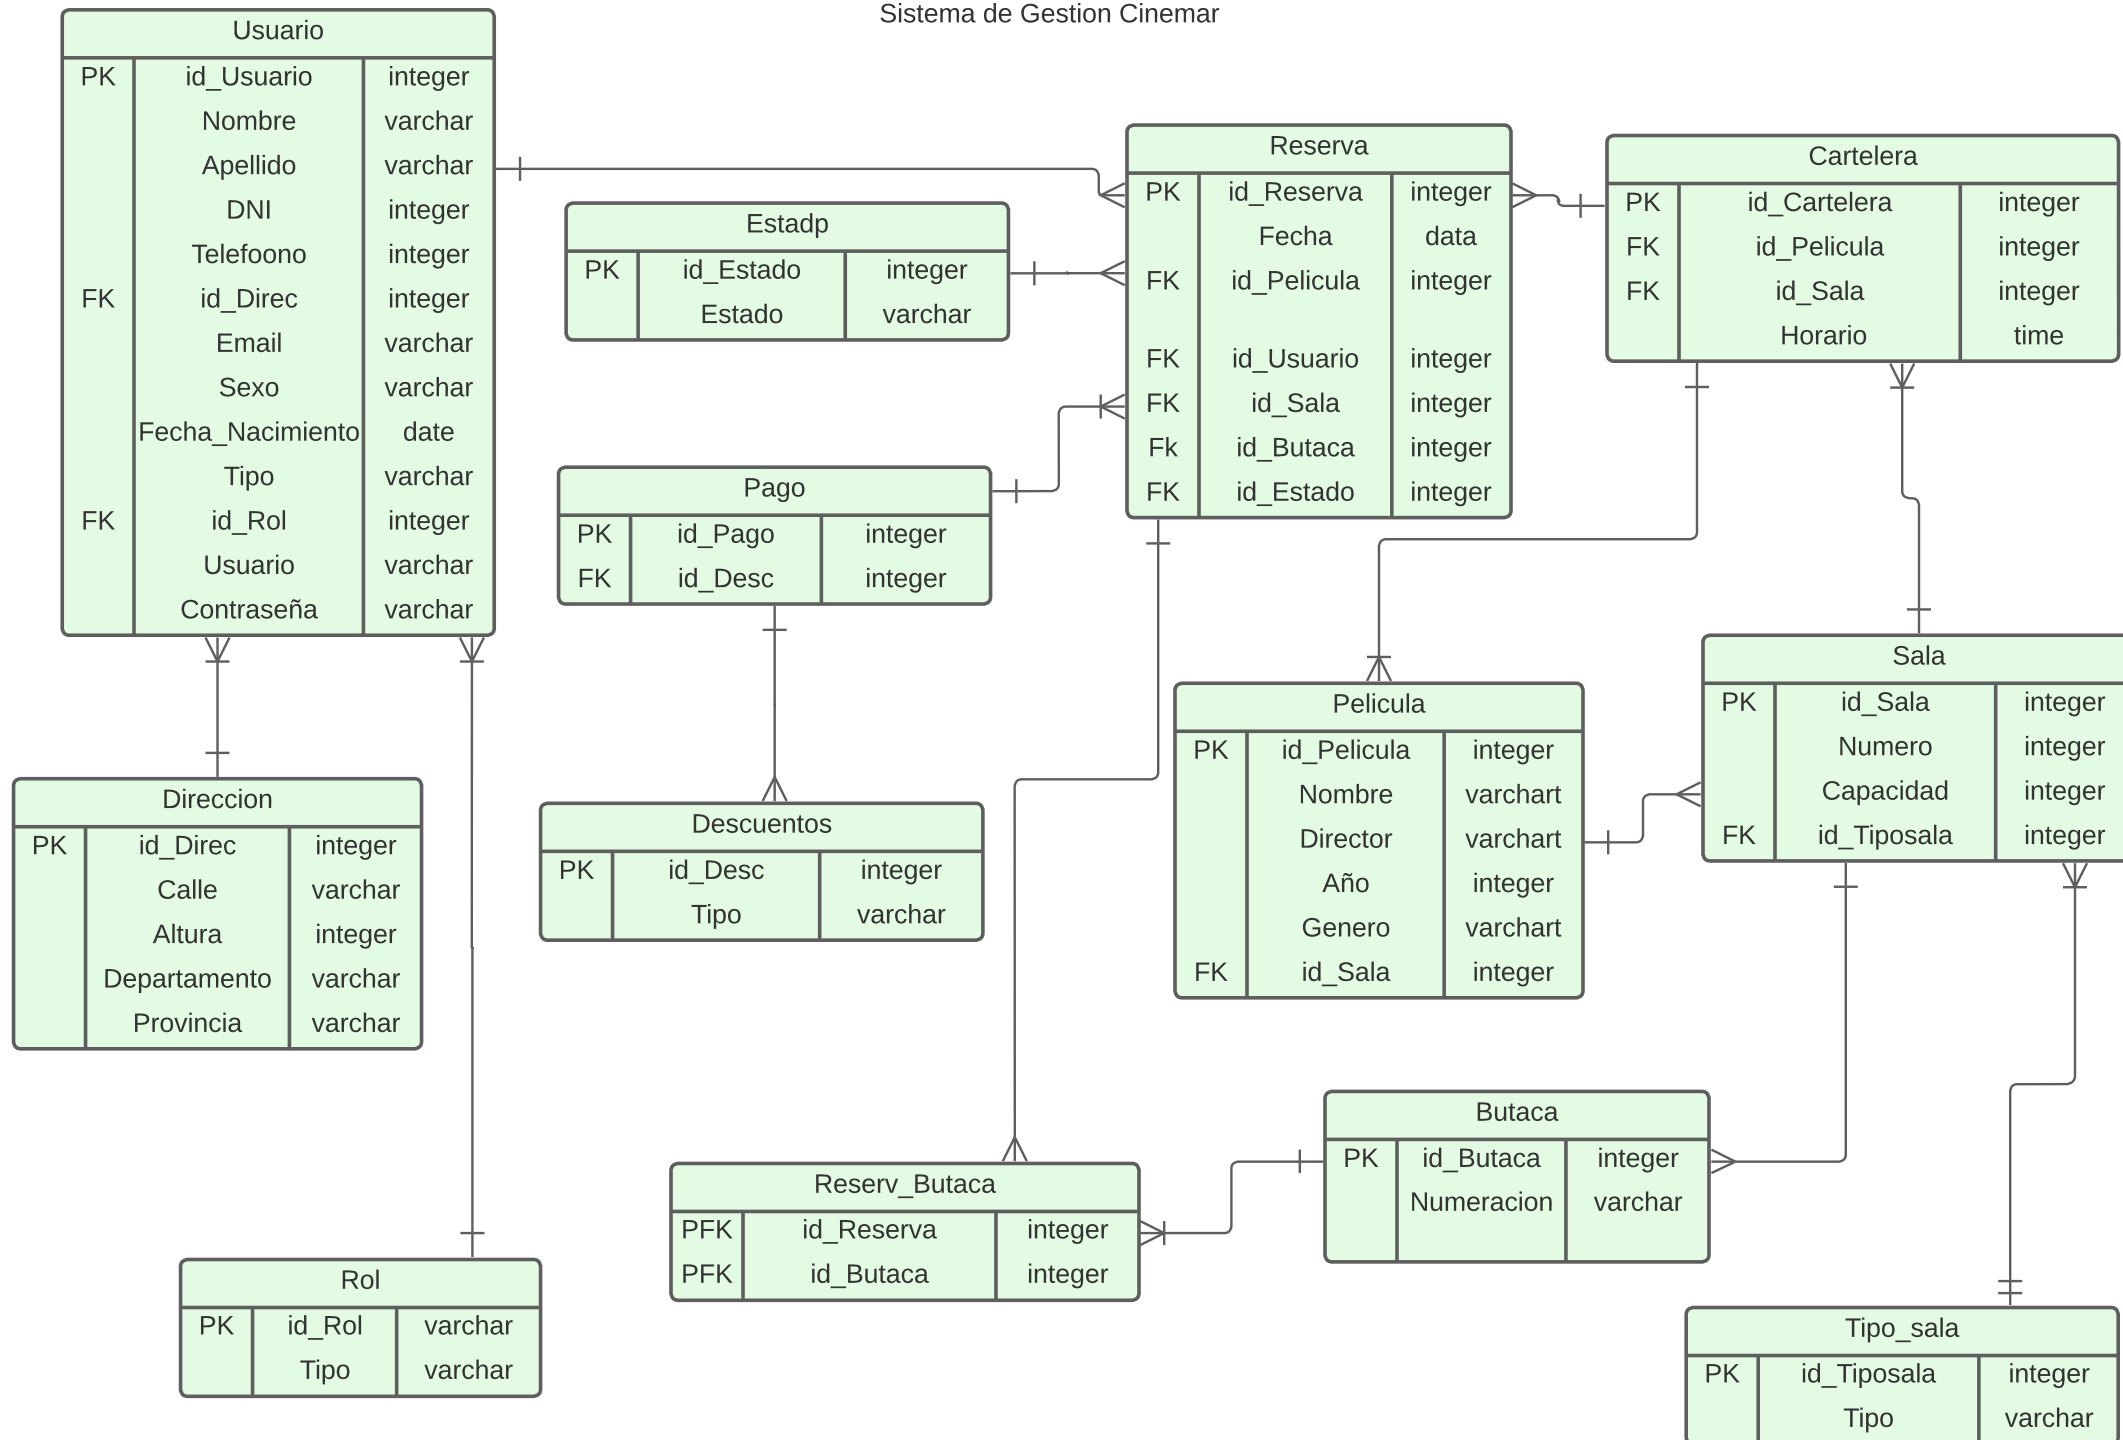 Sistema de Gestion Cinemar
Usuario
PK id_Usuario integer
Nombre varchar
Apellido varchar
DNI integer
Telefoono integer
FK id_Direc integer
Email varchar
Sexo varchar
Fecha_Nacimiento date
Tipo varchar
FK id_Rol integer
Usuario varchar
Contraseña varchar
Estadp
PK id_Estado integer
Estado varchar
Reserva
PK id_Reserva integer
Fecha data
FK id_Pelicula integer
FK id_Usuario integer
FK id_Sala integer
Fk id_Butaca integer
FK id_Estado integer
Cartelera
PK id_Cartelera integer
FK id_Pelicula integer
FK id_Sala integer
Horario time
Pago
PK id_Pago integer
FK id_Desc integer
Sala
PK id_Sala integer
Numero integer
Capacidad integer
FK id_Tiposala integer
Pelicula
PK id_Pelicula integer
Nombre varchart
Director varchart
Año integer
Genero varchart
FK id_Sala integer
Direccion
PK id_Direc integer
Calle varchar
Altura integer
Departamento varchar
Provincia varchar
Descuentos
PK id_Desc integer
Tipo varchar
Butaca
PK id_Butaca integer
Numeracion varchar
Reserv_Butaca
PFK id_Reserva integer
PFK id_Butaca integer
Rol
PK id_Rol varchar
Tipo varchar
Tipo_sala
PK id_Tiposala integer
Tipo varchar